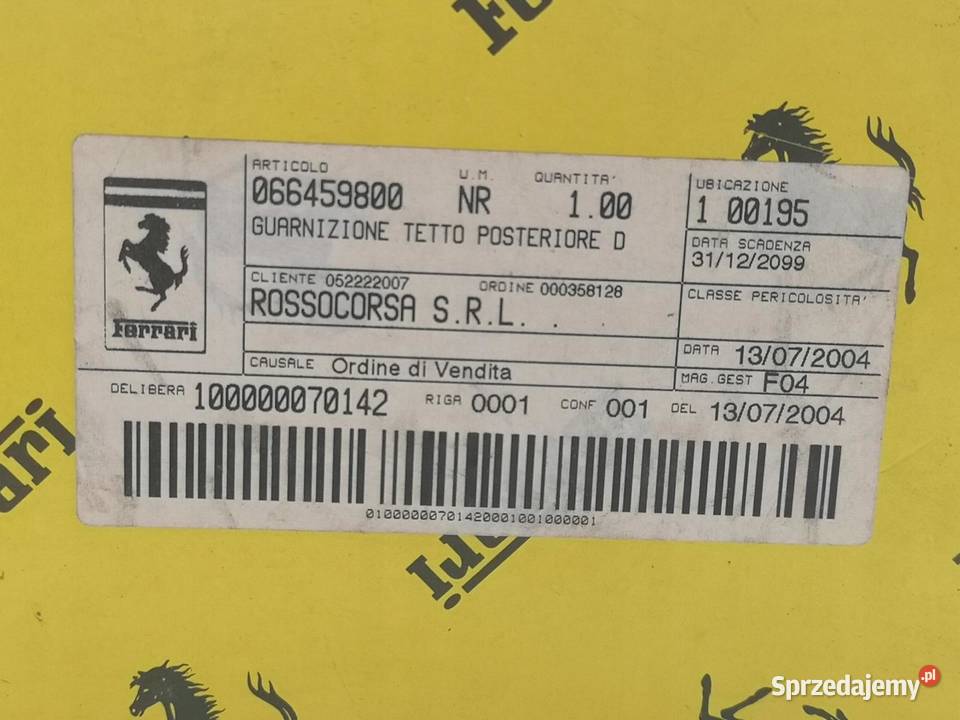 Ferrari
ARTICOLO U.M. QUANTITA'
066459800 NR 1.00
GUARNIZIONE TETTO POSTERIORE D
UBICAZIONE
1 00195
DATA SCADENZA
31/12/2099
CLIENTE 052222007 ORDINE 000358128
ROSSOCORSA S.R.L. . .
CLASSE PERICOLOSITA'
DATA 13/07/2004
CAUSALE Ordine di Vendita
MAG.GEST F04
DELIBERA 100000070142 RIGA 0001 CONF 001 DEL 13/07/2004
010000007014200010010000001
Sprzedajemy.pl